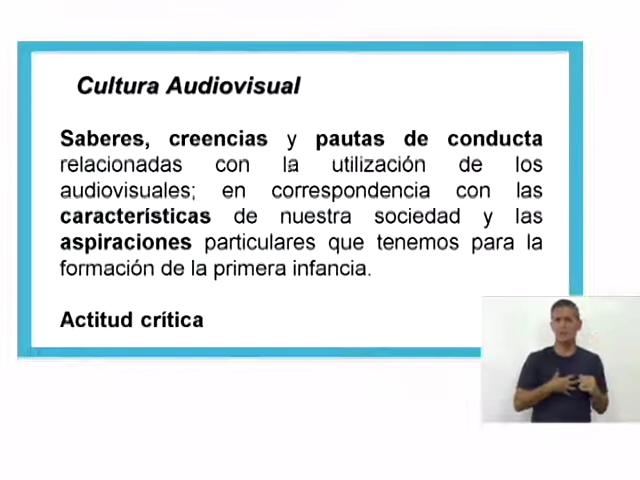 Cultura Audiovisual
Saberes, creencias y pautas de conducta
relacionadas con la utilización de los
audiovisuales; en correspondencia con las
características de nuestra sociedad y las
aspiraciones particulares que tenemos para la
formación de la primera infancia.
Actitud crítica